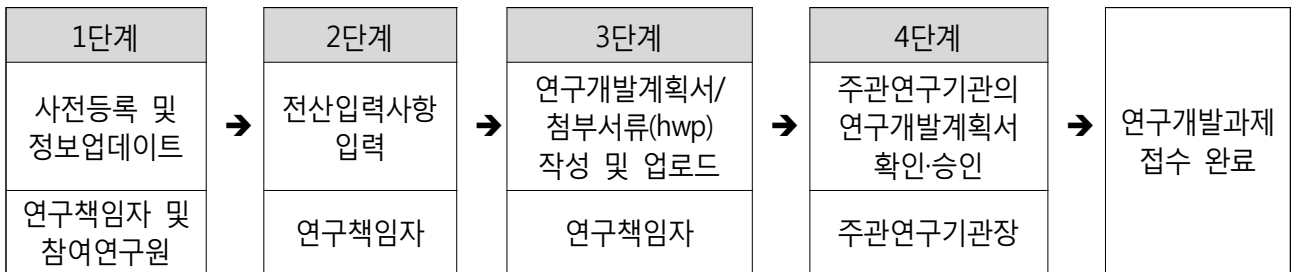 1단계
사전등록 및
정보업데이트
연구책임자 및
참여연구원
➔
2단계
전산입력사항
입력
연구책임자
➔
3단계
연구개발계획서/
첨부서류(hwp)
작성 및 업로드
연구책임자
➔
4단계
주관연구기관의
연구개발계획서
확인·승인
주관연구기관장
➔
연구개발과제
접수 완료